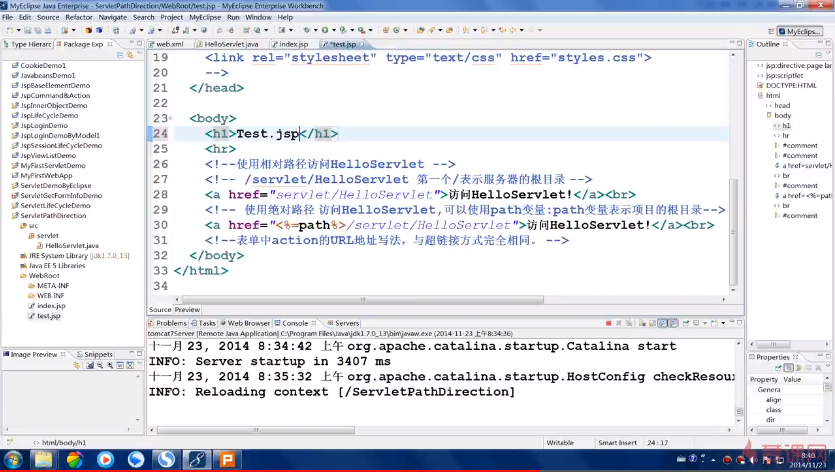 MyEclipse Java Enterprise - ServletPathDirection/WebRoot/test.jsp - MyEclipse Enterprise Workbench
File Edit Source Refactor Navigate Search Project MyEclipse Run Window Help
MyEclips...
Type Hierarc Package Exp
web.xml HelloServlet.java index.jsp *test.jsp
Outline
CookieDemo1
Javabeans01
JspBaseElementDemo
JspCommandActionDemo
JspInnerObjectDemo
JspLifeCycleDemo
JspLoginDemo
JspLoginDemoByModel1
JspViewListDemo
MyFirstServletDemo
MyServletDemo
ServletDemoByEclipse
ServletGetFormInfoDemo
ServletLifeCycleDemo
ServletPathDirection
src
servlet
HelloServlet.java
JRE System Library [jdk1.7.0_13]
Java EE 5 Libraries
WebRoot
META-INF
WEB-INF
index.jsp
test.jsp
Image Preview Snippets
19 <link rel="stylesheet" type="text/css" href="styles.css">
20 -->
21 </head>
22
23 <body>
24 <h1>Test.jsp</h1>
25 <hr>
26 <!--使用相对路径访问HelloServlet -->
27 <!-- /servlet/HelloServlet 第一个/表示服务器的根目录 -->
28 <a href="servlet/HelloServlet">访问HelloServlet!</a><br>
29 <!-- 使用绝对路径 访问HelloServlet,可以使用path变量:path变量表示项目的根目录-->
30 <a href="<%=path%>/servlet/HelloServlet">访问HelloServlet!</a><br>
31 <!--表单中action的URL地址写法，与超链接方式完全相同。 -->
32 </body>
33 </html>
34
Source Preview
jsp:directive.page
jsp:scriptlet
DOCTYPE:HTML
html
head
body
h1
hr
#comment
#comment
a href=servlet/He
br
#comment
a href=<%=path
br
#comment
Problems Tasks Web Browser Console Servers
tomcat7Server [Remote Java Application] C:\Program Files\Java\jdk1.7.0_13\bin\javaw.exe (2014-11-23 上午8:34:36)
十一月 23, 2014 8:34:42 上午 org.apache.catalina.startup.Catalina start
INFO: Server startup in 3407 ms
十一月 23, 2014 8:35:32 上午 org.apache.catalina.startup.HostConfig checkResou
INFO: Reloading context [/ServletPathDirection]
Properties
Property Value
General
align
class
dir
html/body/h1 Writable Smart Insert 24 : 17
慕课网
8:40
2014/11/23